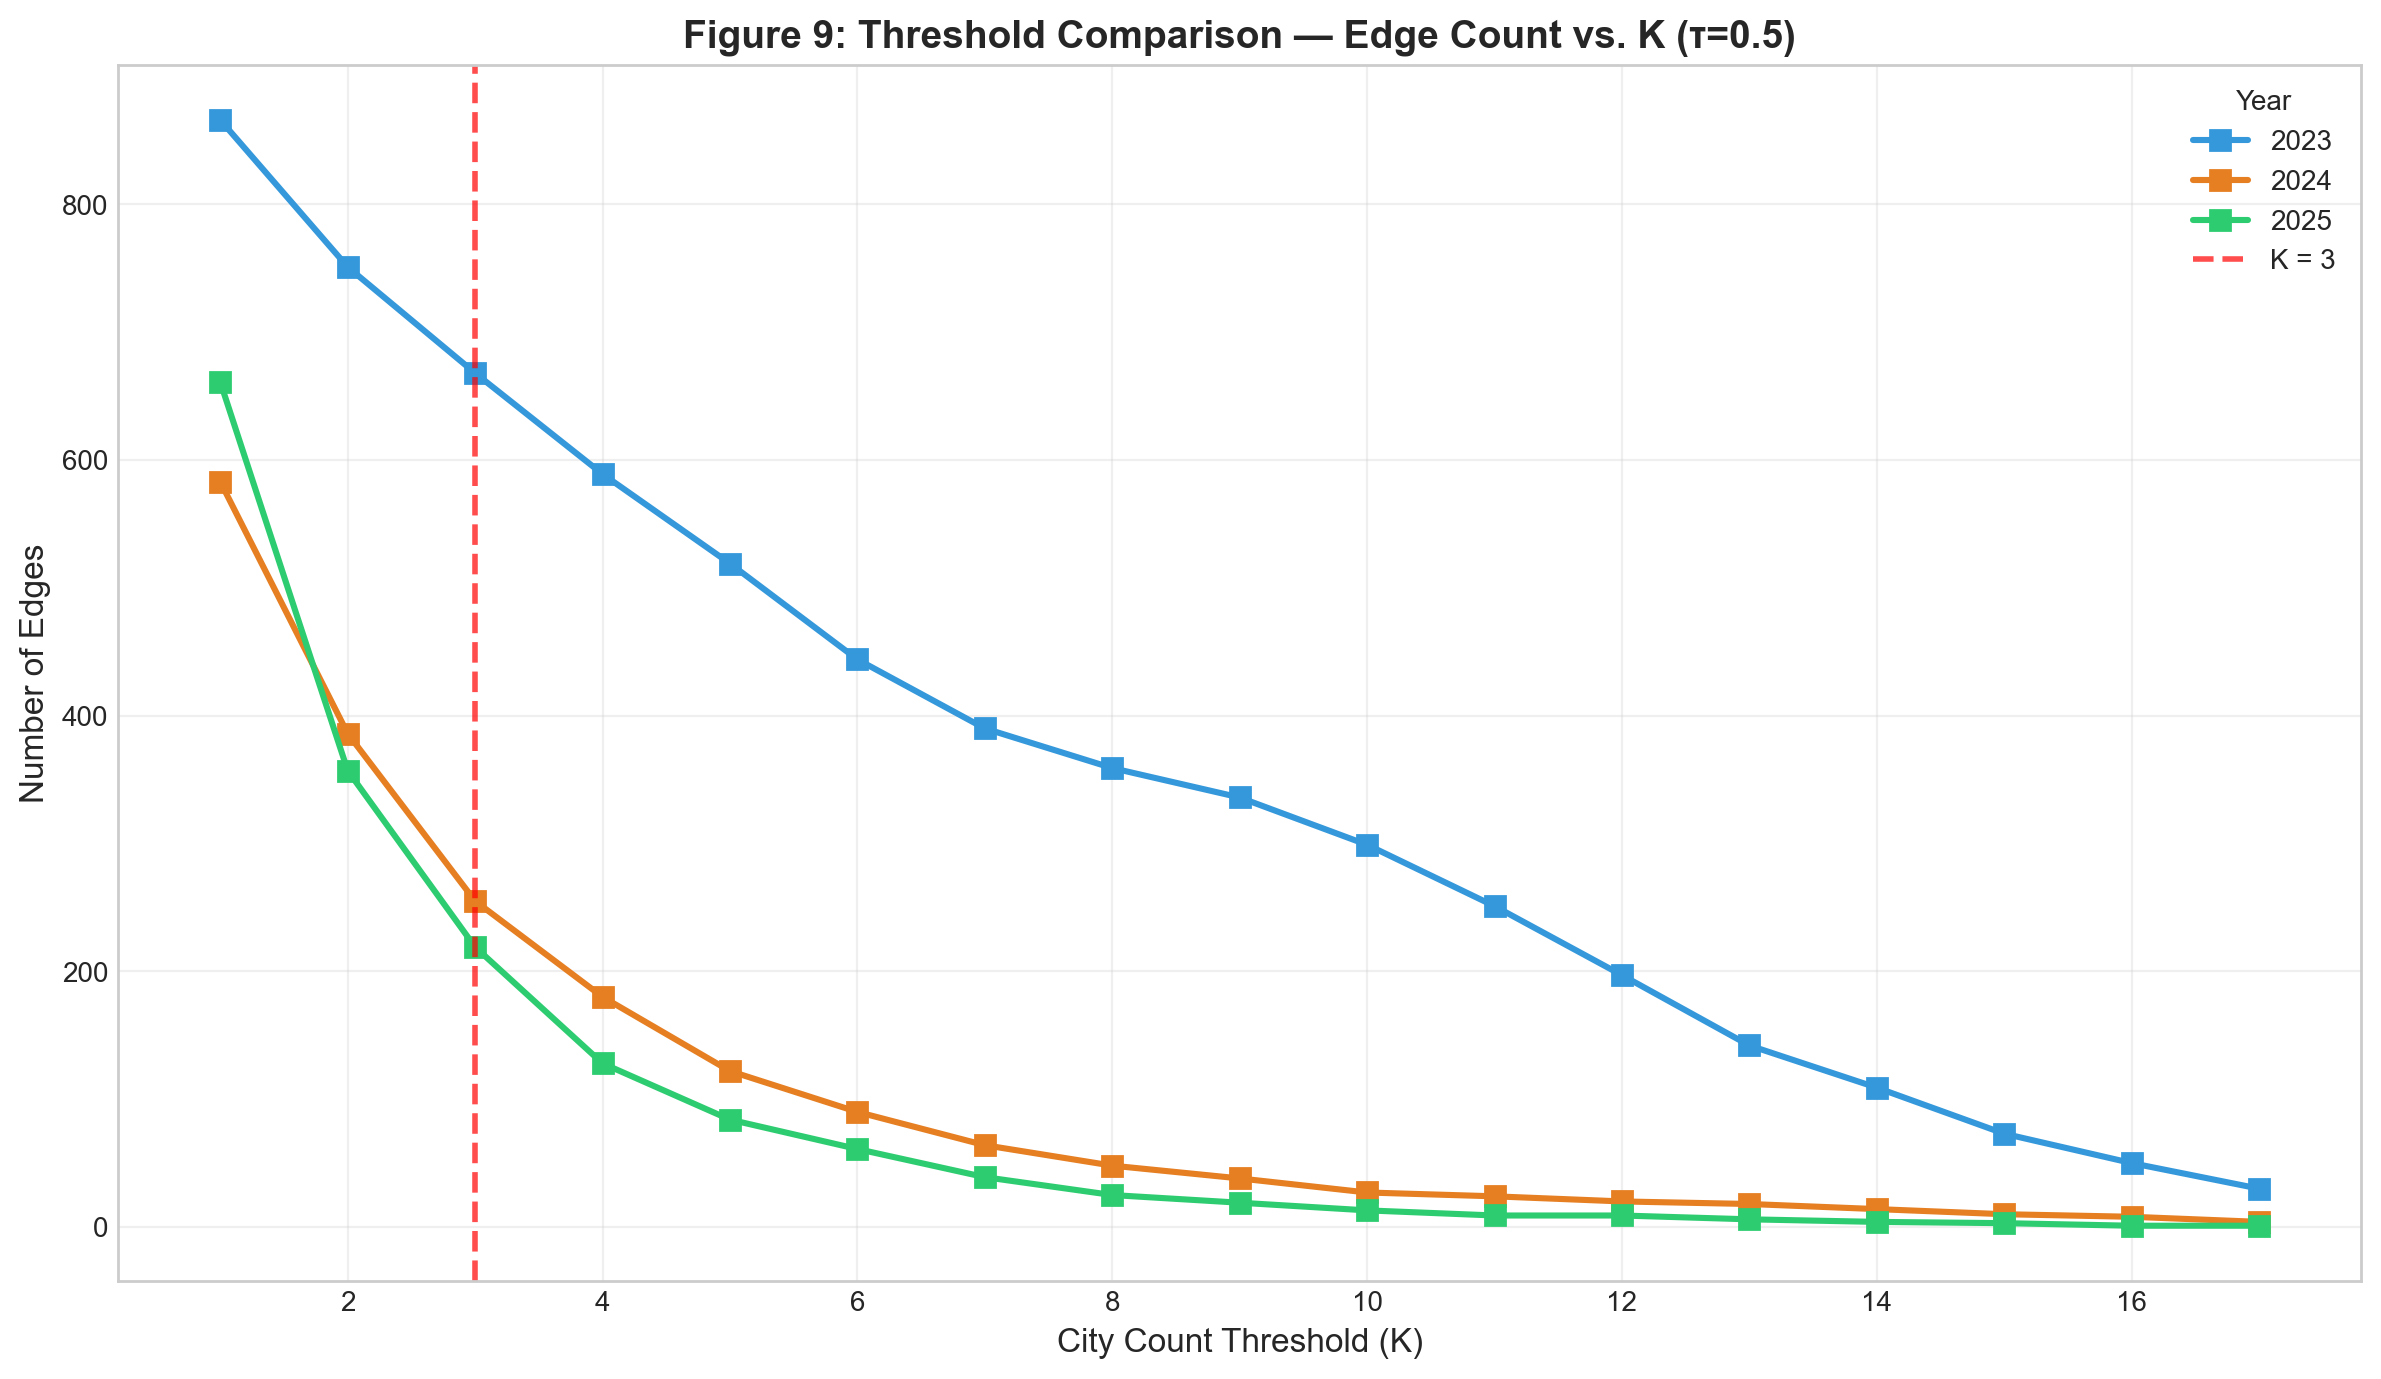 Figure 9: Threshold Comparison — Edge Count vs. K (τ=0.5)
Year
2023
2024
2025
K = 3
Number of Edges
800
600
400
200
0
2 4 6 8 10 12 14 16
City Count Threshold (K)